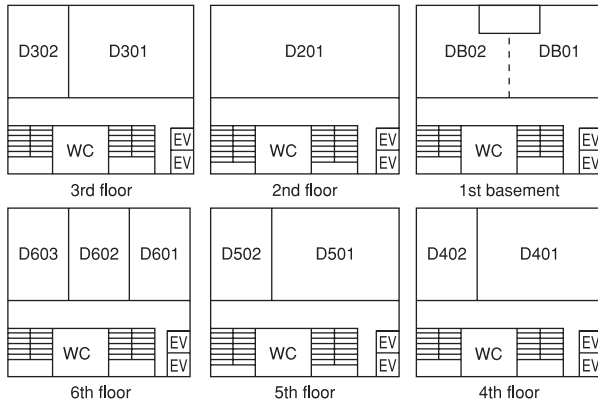 D302 D301 D201 DB02 DB01
WC EV WC EV WC EV
EV EV EV
3rd floor 2nd floor 1st basement
D603 D602 D601 D502 D501 D402 D401
WC EV WC EV WC EV
EV EV EV
6th floor 5th floor 4th floor